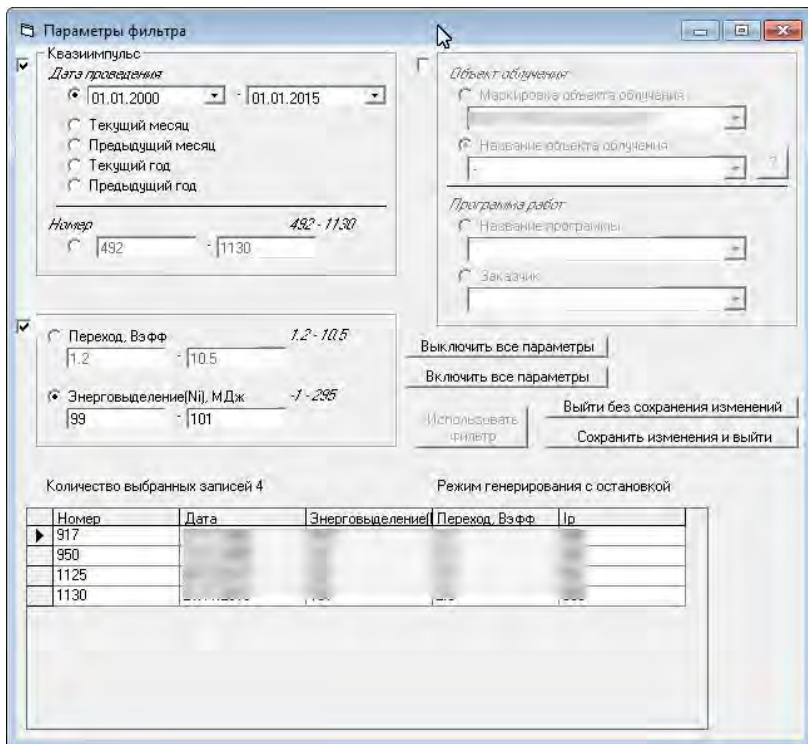 Параметры фильтра
Квазиимпульс
Дата проведения
01.01.2000 - 01.01.2015
Текущий месяц
Предыдущий месяц
Текущий год
Предыдущий год
Номер 492 - 1130
492 - 1130
Объект облучения
Маркировка объекта облучения
Название объекта облучения
-
?
Программа работ
Название программы
Заказчик
Переход, Вэфф 1.2 - 10.5
1.2 - 10.5
Энерговыделение(Ni), МДж -1 - 295
99 - 101
Выключить все параметры
Включить все параметры
Использовать фильтр
Выйти без сохранения изменений
Сохранить изменения и выйти
Количество выбранных записей 4
Режим генерирования с остановкой
Номер Дата Энерговыделение( Переход, Вэфф Ip
917
950
1125
1130